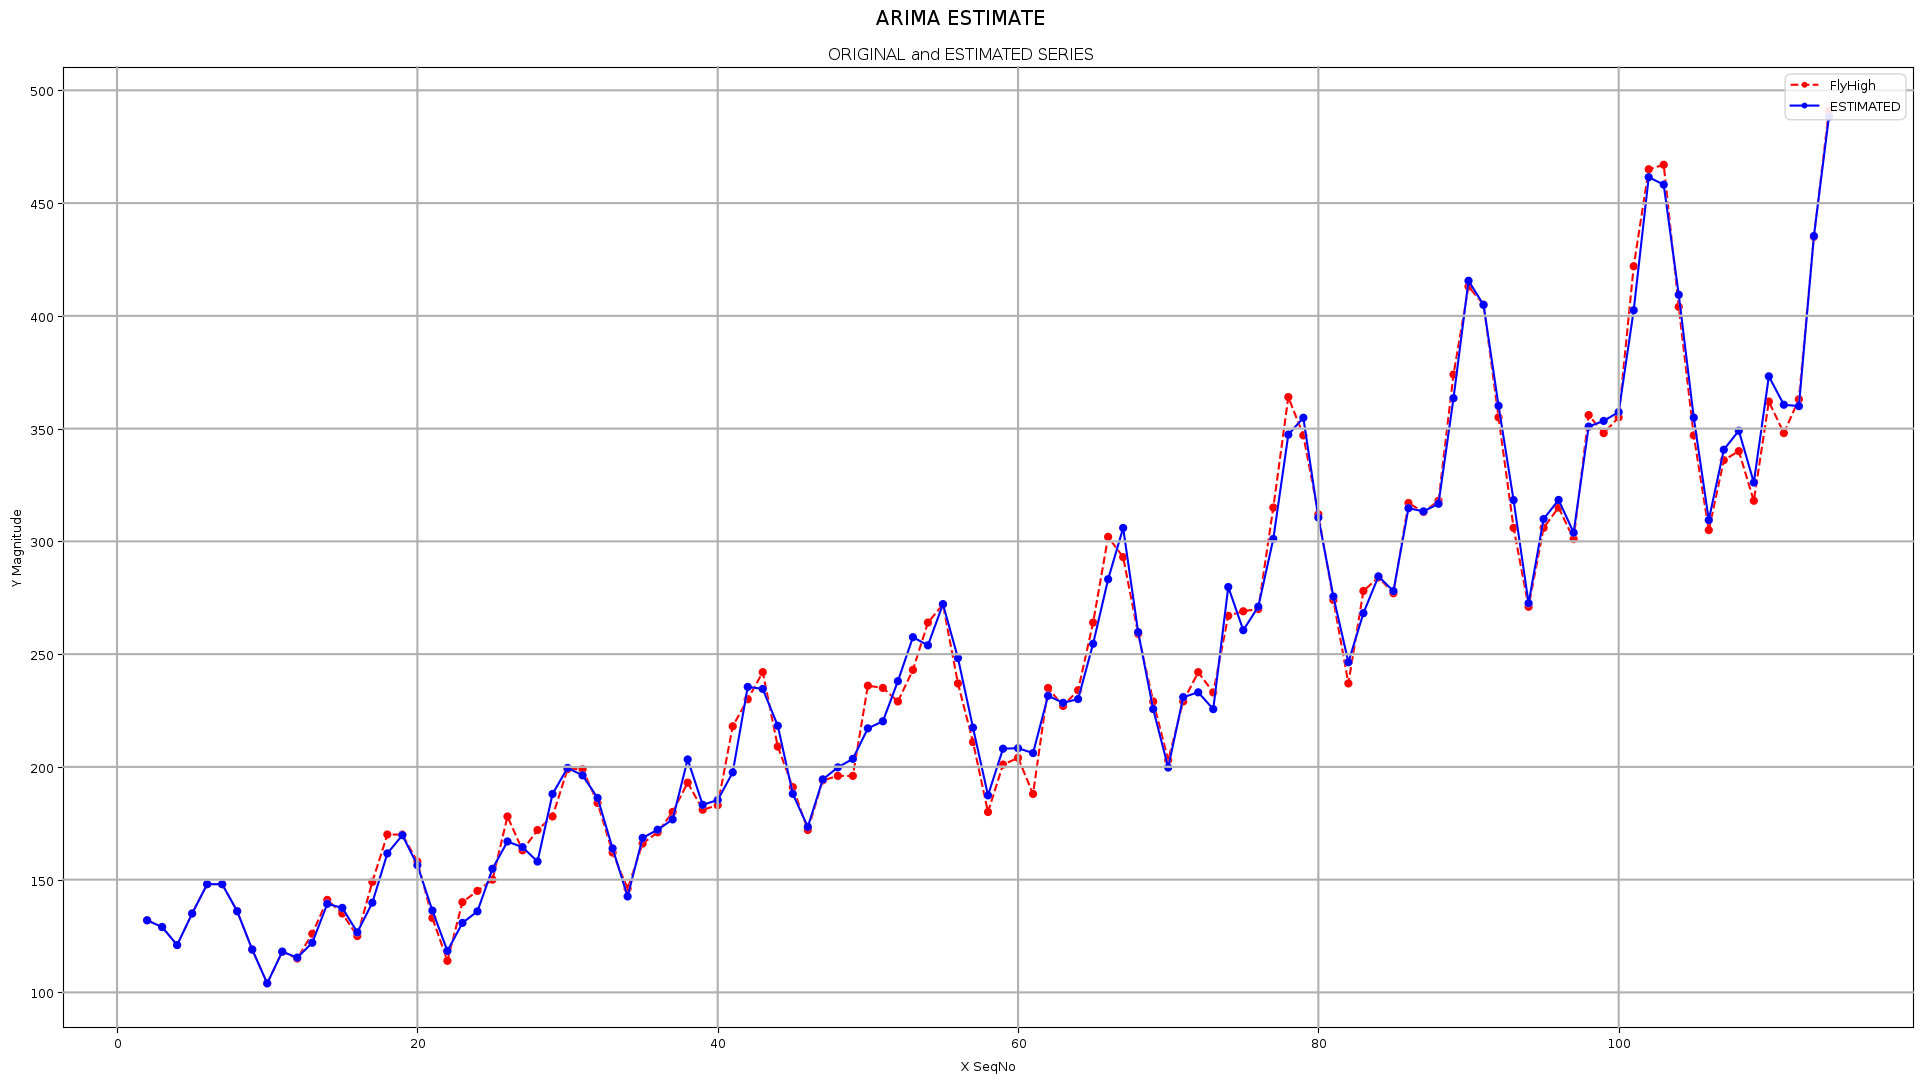 ARIMA ESTIMATE
ORIGINAL and ESTIMATED SERIES
FlyHigh
ESTIMATED
500
450
400
350
300
250
200
150
100
Y Magnitude
0 20 40 60 80 100
X SeqNo